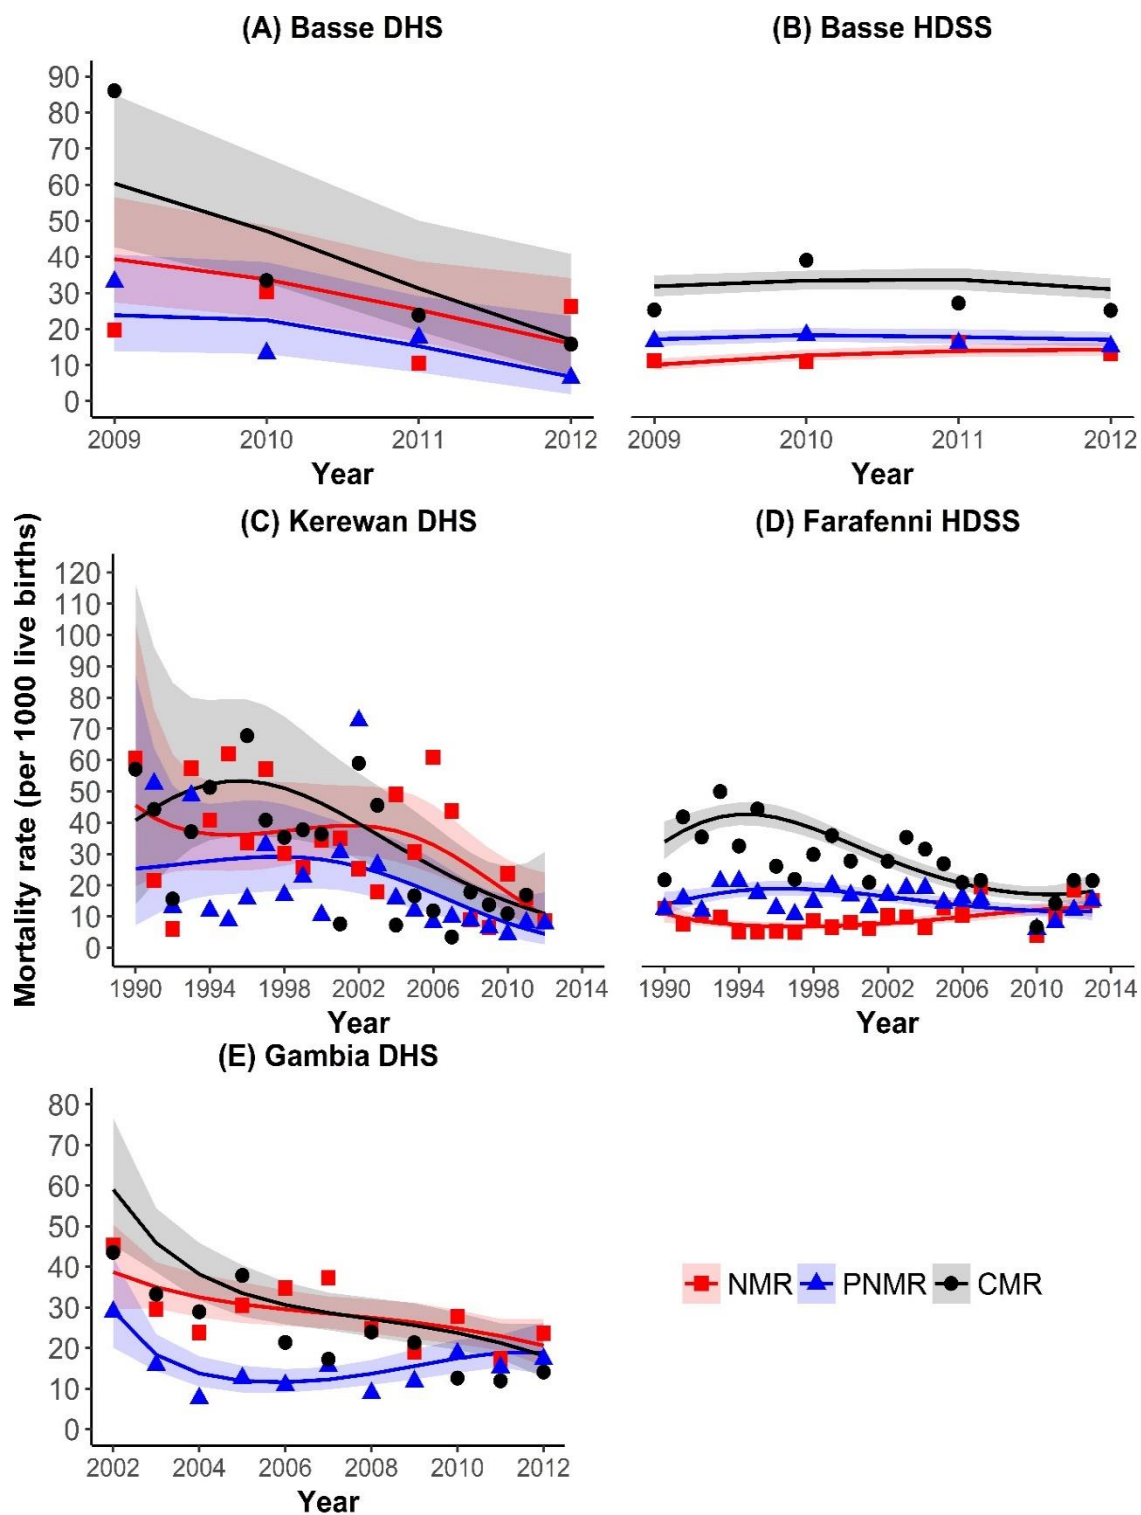 (A) Basse DHS
(B) Basse HDSS
90
80
70
60
50
40
30
20
10
0
2009 2010 2011 2012
Year
2009 2010 2011 2012
Year
Mortality rate (per 1000 live births)
(C) Kerewan DHS
(D) Farafenni HDSS
120
110
100
90
80
70
60
50
40
30
20
10
0
1990 1994 1998 2002 2006 2010 2014
Year
1990 1994 1998 2002 2006 2010 2014
Year
(E) Gambia DHS
80
70
60
50
40
30
20
10
0
2002 2004 2006 2008 2010 2012
Year
NMR PNMR CMR